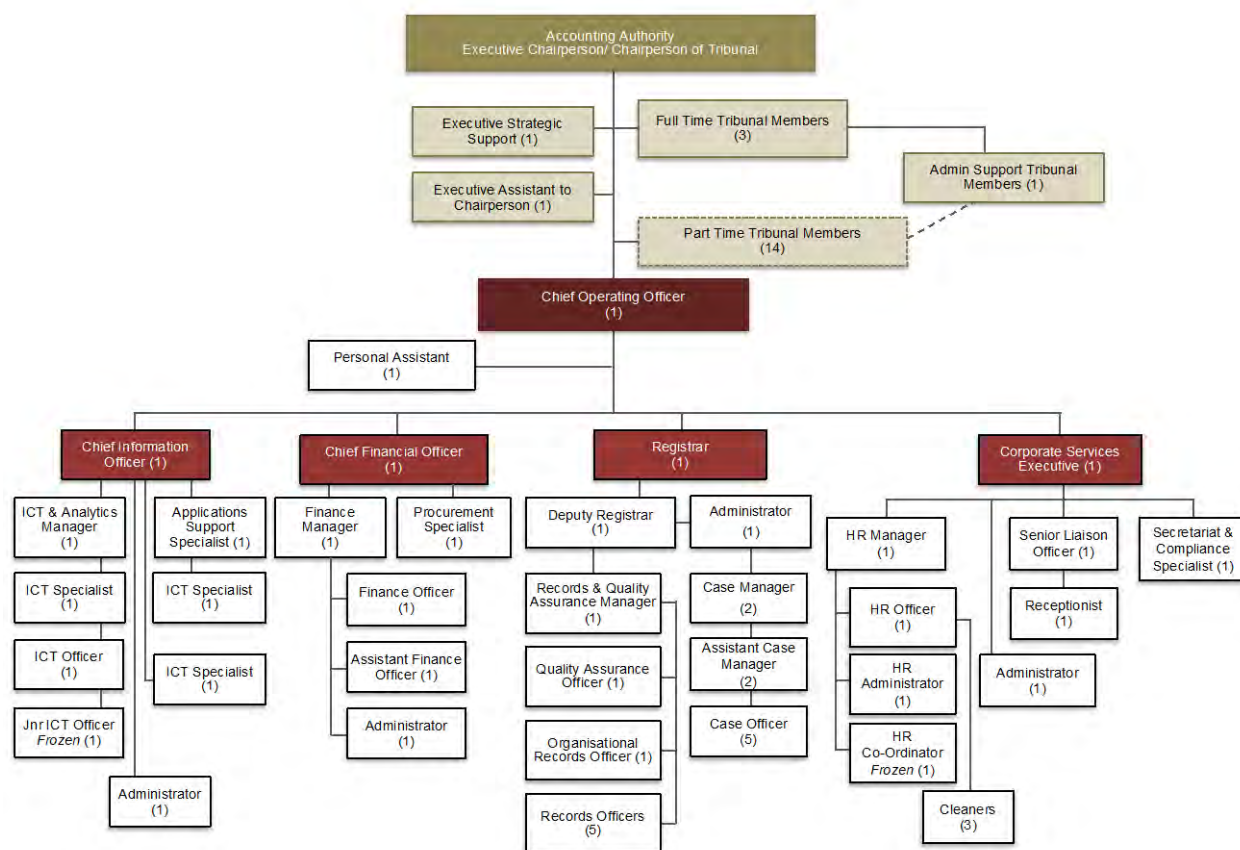 Accounting Authority
Executive Chairperson/ Chairperson of Tribunal
Executive Strategic
Support (1)
Full Time Tribunal Members
(3)
Admin Support Tribunal
Members (1)
Executive Assistant to
Chairperson (1)
Part Time Tribunal Members
(14)
Chief Operating Officer
(1)
Personal Assistant
(1)
Chief Information
Officer (1)
Chief Financial Officer
(1)
Registrar
(1)
Corporate Services
Executive (1)
ICT & Analytics
Manager
(1)
Applications
Support
Specialist (1)
ICT Specialist
(1)
ICT Specialist
(1)
ICT Officer
(1)
ICT Specialist
(1)
Jnr ICT Officer
Frozen (1)
Administrator
(1)
Finance
Manager
(1)
Procurement
Specialist
(1)
Finance Officer
(1)
Assistant Finance
Officer (1)
Administrator
(1)
Deputy Registrar
(1)
Administrator
(1)
Records & Quality
Assurance Manager
(1)
Case Manager
(2)
Quality Assurance
Officer (1)
Assistant Case
Manager
(2)
Organisational
Records Officer (1)
Case Officer
(5)
Records Officers
(5)
HR Manager
(1)
Senior Liaison
Officer (1)
Secretariat &
Compliance
Specialist (1)
HR Officer
(1)
Receptionist
(1)
HR
Administrator
(1)
Administrator
(1)
HR
Co-Ordinator
Frozen (1)
Cleaners
(3)